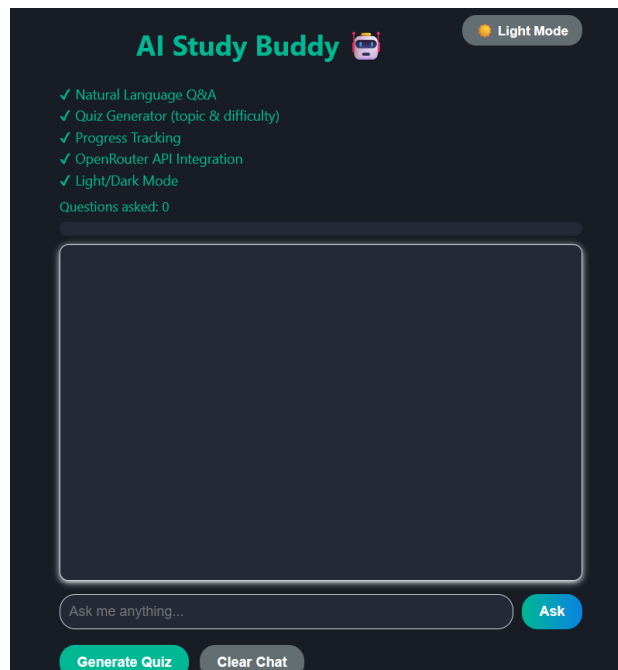 AI Study Buddy
Light Mode
✓ Natural Language Q&A
✓ Quiz Generator (topic & difficulty)
✓ Progress Tracking
✓ OpenRouter API Integration
✓ Light/Dark Mode
Questions asked: 0
Ask me anything...
Ask
Generate Quiz
Clear Chat